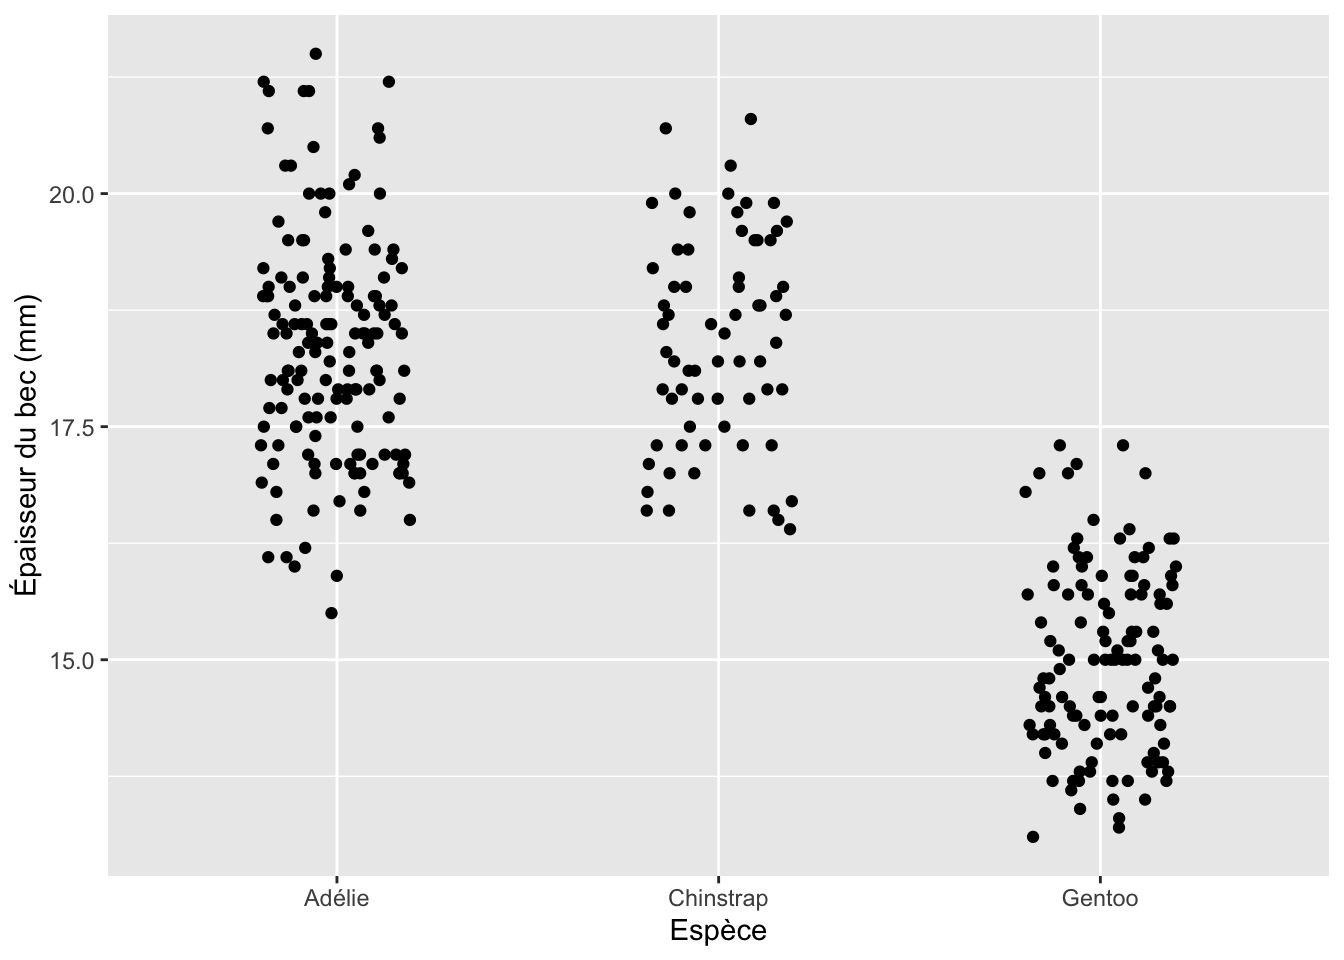 Épaisseur du bec (mm)
20.0
17.5
15.0
Adélie
Chinstrap
Gentoo
Espèce